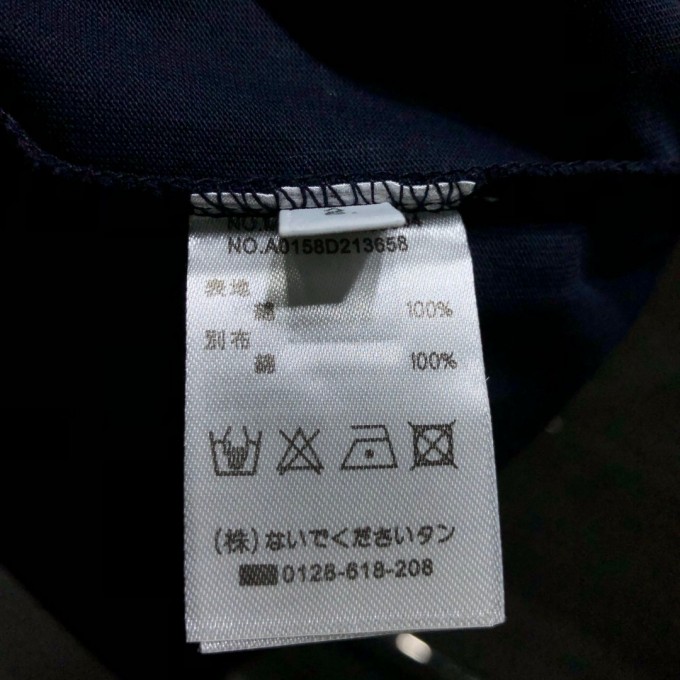 2
NO.A0158D213658
表地
綿 100%
別布
綿 100%
(株)ないでくださいタン
0128-618-208